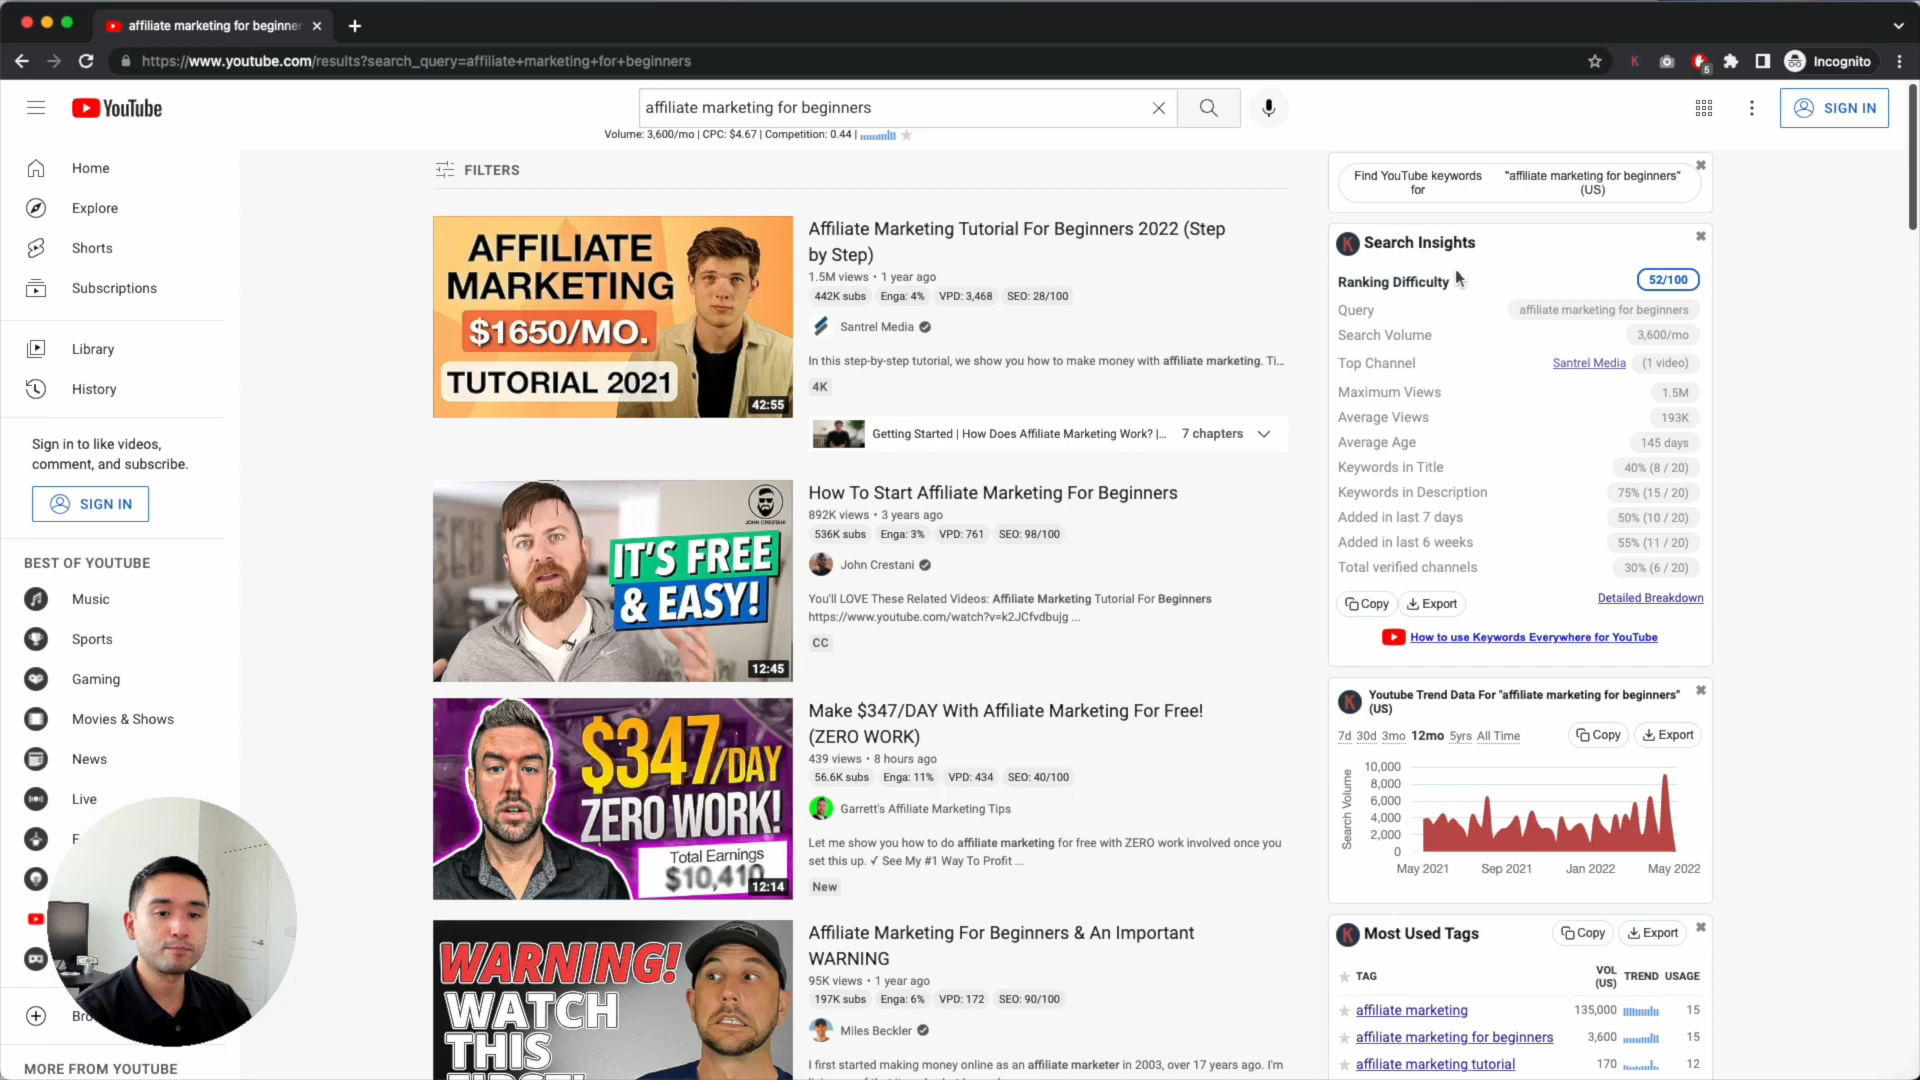 affiliate marketing for beginner
https://www.youtube.com/results?search_query=affiliate+marketing+for+beginners
5
Incognito
YouTube
affiliate marketing for beginners
SIGN IN
Volume: 3,600/mo | CPC: $4.67 | Competition: 0.44 |
Home
Explore
Shorts
Subscriptions
Library
History
Sign in to like videos,
comment, and subscribe.
SIGN IN
BEST OF YOUTUBE
Music
Sports
Gaming
Movies & Shows
News
Live
MORE FROM YOUTUBE
FILTERS
AFFILIATE
MARKETING
$1650/MO.
TUTORIAL 2021
42:55
Affiliate Marketing Tutorial For Beginners 2022 (Step
by Step)
1.5M views • 1 year ago
442K subs Enga: 4% VPD: 3,468 SEO: 28/100
Santrel Media
In this step-by-step tutorial, we show you how to make money with affiliate marketing. Ti...
4K
Getting Started | How Does Affiliate Marketing Work? |... 7 chapters
JOHN CRESTANI
IT'S FREE
& EASY!
12:45
How To Start Affiliate Marketing For Beginners
892K views • 3 years ago
536K subs Enga: 3% VPD: 761 SEO: 98/100
John Crestani
You'll LOVE These Related Videos: Affiliate Marketing Tutorial For Beginners
https://www.youtube.com/watch?v=k2JCfvdbujg ...
CC
$347/DAY
ZERO WORK!
Total Earnings
$10,410
12:14
Make $347/DAY With Affiliate Marketing For Free!
(ZERO WORK)
439 views • 8 hours ago
56.6K subs Enga: 11% VPD: 434 SEO: 40/100
Garrett's Affiliate Marketing Tips
Let me show you how to do affiliate marketing for free with ZERO work involved once you
set this up. ✓ See My #1 Way To Profit ...
New
WARNING!
WATCH
THIS
Affiliate Marketing For Beginners & An Important
WARNING
95K views • 1 year ago
197K subs Enga: 6% VPD: 172 SEO: 90/100
Miles Beckler
I first started making money online as an affiliate marketer in 2003, over 17 years ago. I'm
Find YouTube keywords "affiliate marketing for beginners"
for (US)
K Search Insights
Ranking Difficulty 52/100
Query affiliate marketing for beginners
Search Volume 3,600/mo
Top Channel Santrel Media (1 video)
Maximum Views 1.5M
Average Views 193K
Average Age 145 days
Keywords in Title 40% (8 / 20)
Keywords in Description 75% (15 / 20)
Added in last 7 days 50% (10 / 20)
Added in last 6 weeks 55% (11 / 20)
Total verified channels 30% (6 / 20)
Copy Export Detailed Breakdown
How to use Keywords Everywhere for YouTube
K Youtube Trend Data For "affiliate marketing for beginners"
(US)
7d 30d 3mo 12mo 5yrs All Time Copy Export
Search Volume
10,000
8,000
6,000
4,000
2,000
0
May 2021 Sep 2021 Jan 2022 May 2022
K Most Used Tags Copy Export
TAG VOL (US) TREND USAGE
affiliate marketing 135,000 15
affiliate marketing for beginners 3,600 15
affiliate marketing tutorial 170 12